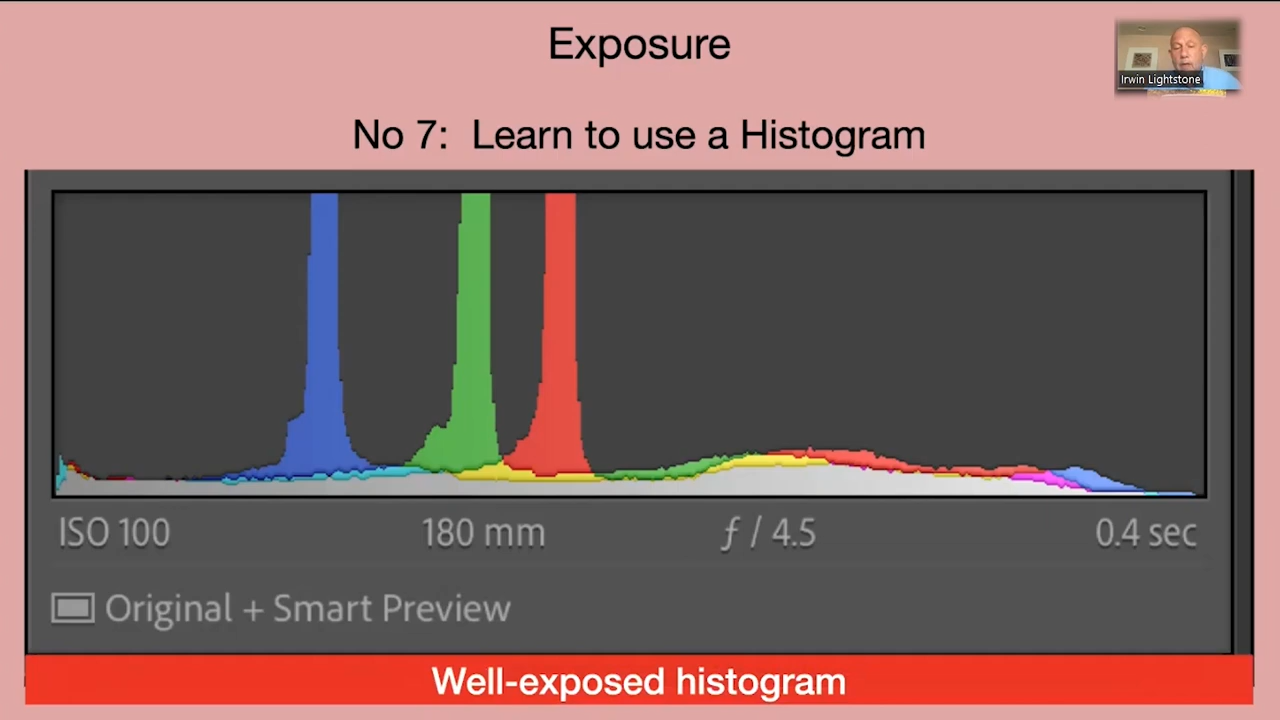 Exposure
Irwin Lightstone
No 7: Learn to use a Histogram
ISO 100 180 mm ƒ / 4.5 0.4 sec
Original + Smart Preview
Well-exposed histogram